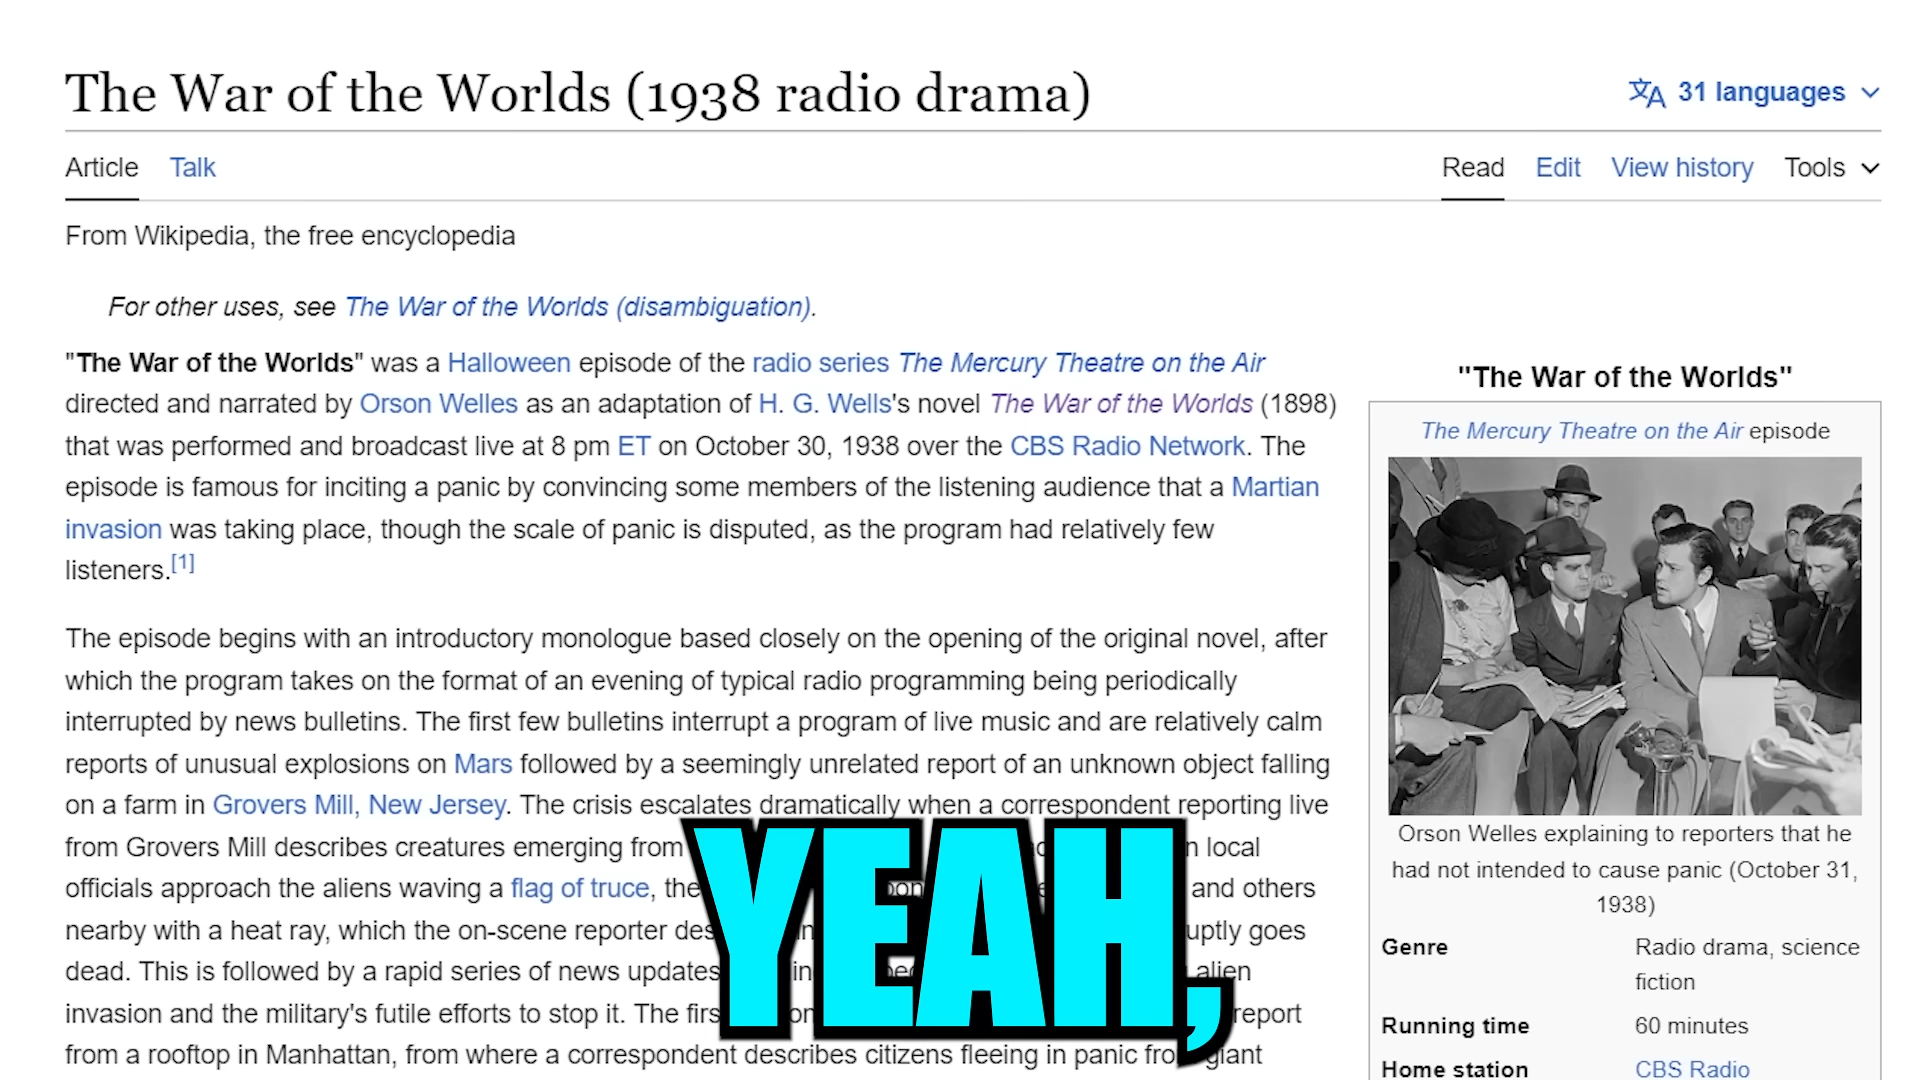 The War of the Worlds (1938 radio drama)
31 languages
Article Talk
Read Edit View history Tools
From Wikipedia, the free encyclopedia
For other uses, see The War of the Worlds (disambiguation).
"The War of the Worlds" was a Halloween episode of the radio series The Mercury Theatre on the Air
directed and narrated by Orson Welles as an adaptation of H. G. Wells's novel The War of the Worlds (1898)
that was performed and broadcast live at 8 pm ET on October 30, 1938 over the CBS Radio Network. The
episode is famous for inciting a panic by convincing some members of the listening audience that a Martian
invasion was taking place, though the scale of panic is disputed, as the program had relatively few
listeners.[1]
The episode begins with an introductory monologue based closely on the opening of the original novel, after
which the program takes on the format of an evening of typical radio programming being periodically
interrupted by news bulletins. The first few bulletins interrupt a program of live music and are relatively calm
reports of unusual explosions on Mars followed by a seemingly unrelated report of an unknown object falling
on a farm in Grovers Mill, New Jersey. The crisis escalates dramatically when a correspondent reporting live
from Grovers Mill describes creatures emerging from local
officials approach the aliens waving a flag of truce, and others
nearby with a heat ray, which the on-scene reporter goes
dead. This is followed by a rapid series of news updates alien
invasion and the military's futile efforts to stop it. The report
from a rooftop in Manhattan, from where a correspondent describes citizens fleeing in panic giant
YEAH,
"The War of the Worlds"
The Mercury Theatre on the Air episode
Orson Welles explaining to reporters that he
had not intended to cause panic (October 31,
1938)
Genre Radio drama, science
fiction
Running time 60 minutes
Home station CBS Radio